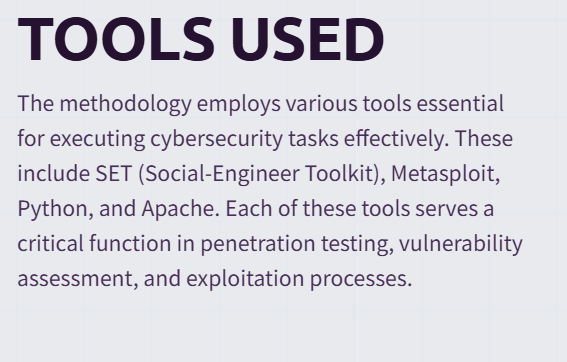 TOOLS USED
The methodology employs various tools essential
for executing cybersecurity tasks effectively. These
include SET (Social-Engineer Toolkit), Metasploit,
Python, and Apache. Each of these tools serves a
critical function in penetration testing, vulnerability
assessment, and exploitation processes.